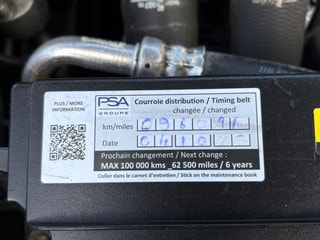 PLUS / MORE
INFORMATION
PSA
GROUPE
Courroie distribution / Timing belt
changée / changed
km/miles
Date
Prochain changement / Next change :
MAX 100 000 kms _62 500 miles / 6 years
Coller dans le carnet d'entretien / Stick on the maintenance book